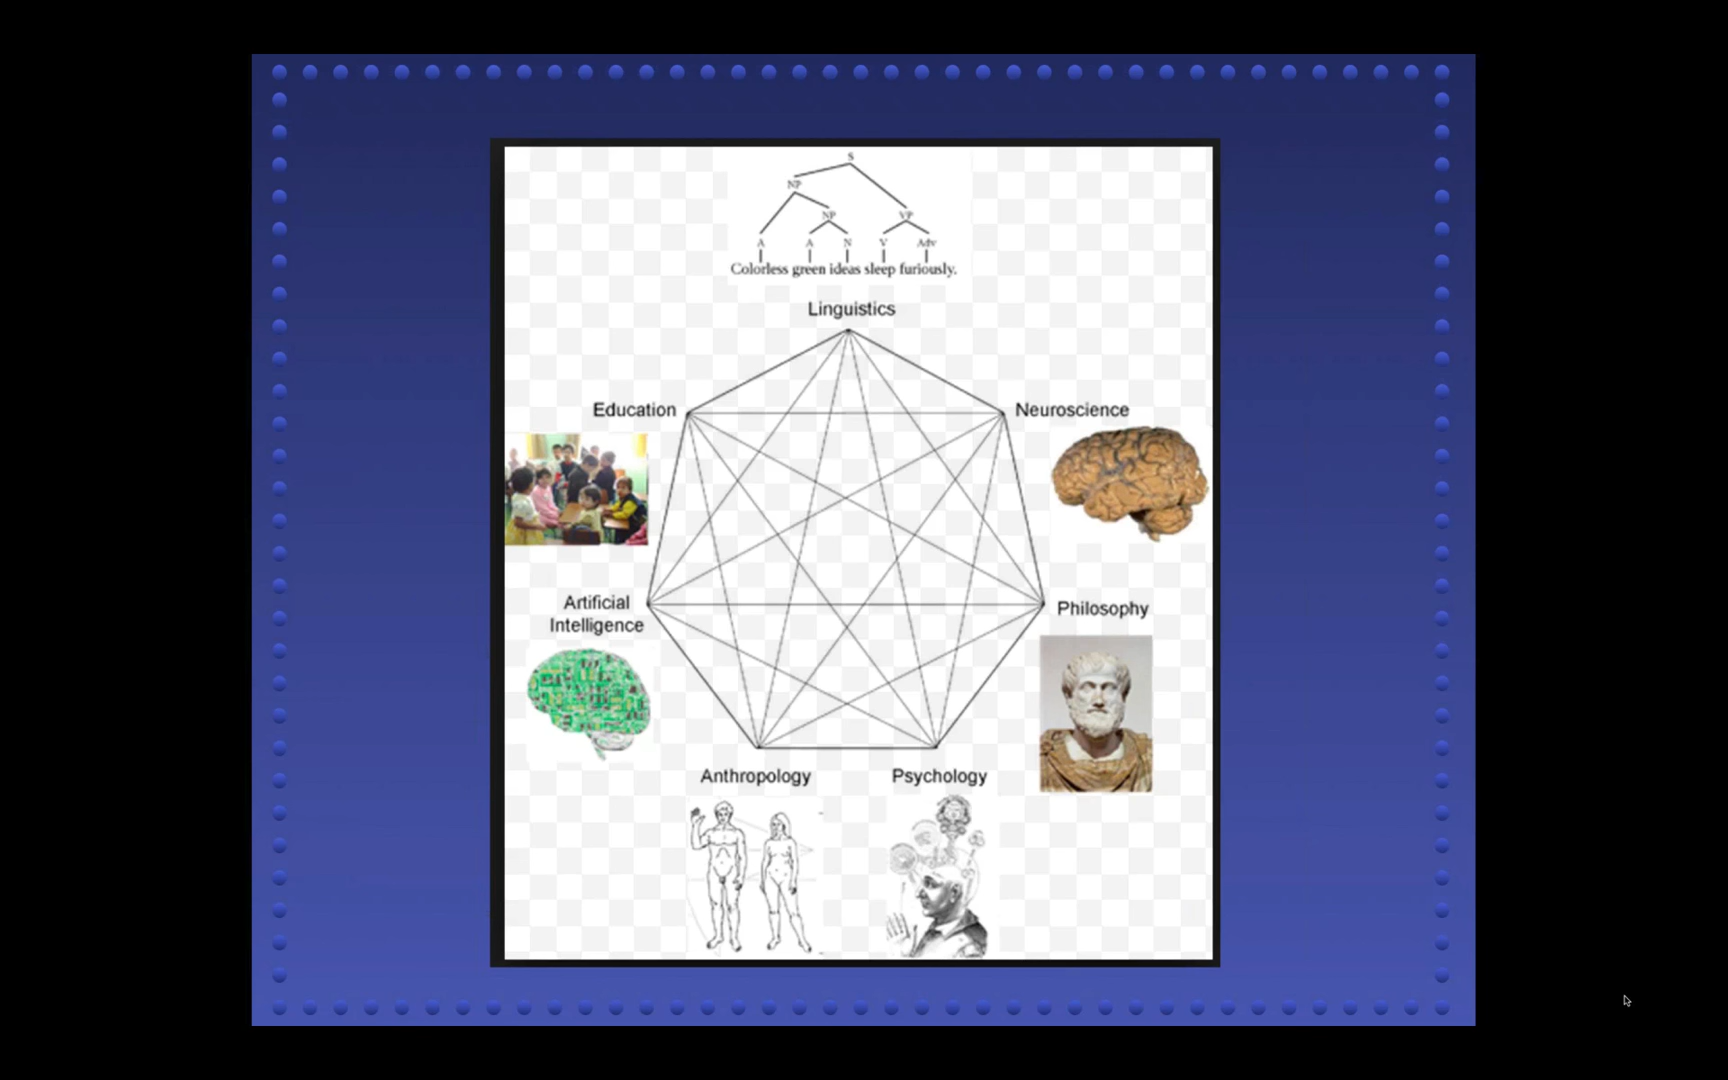 S
NP
NP VP
A A N V Adv
Colorless green ideas sleep furiously.
Linguistics
Education
Neuroscience
Artificial
Intelligence
Philosophy
Anthropology
Psychology